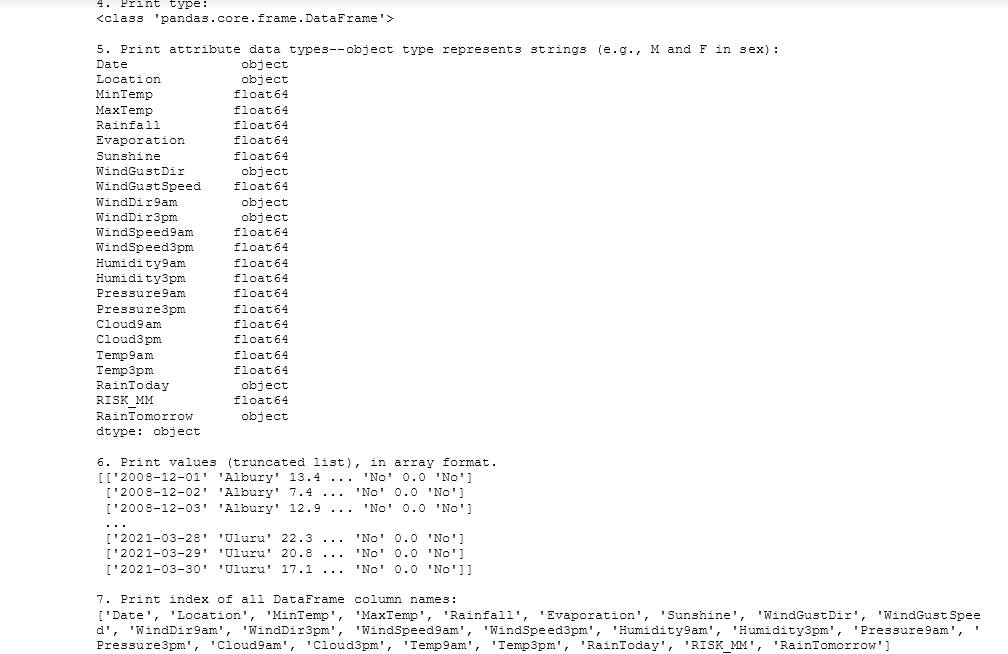 4. Print type:
<class 'pandas.core.frame.DataFrame'>
5. Print attribute data types--object type represents strings (e.g., M and F in sex):
Date object
Location object
MinTemp float64
MaxTemp float64
Rainfall float64
Evaporation float64
Sunshine float64
WindGustDir object
WindGustSpeed float64
WindDir9am object
WindDir3pm object
WindSpeed9am float64
WindSpeed3pm float64
Humidity9am float64
Humidity3pm float64
Pressure9am float64
Pressure3pm float64
Cloud9am float64
Cloud3pm float64
Temp9am float64
Temp3pm float64
RainToday object
RISK_MM float64
RainTomorrow object
dtype: object
6. Print values (truncated list), in array format.
[['2008-12-01' 'Albury' 13.4 ... 'No' 0.0 'No']
['2008-12-02' 'Albury' 7.4 ... 'No' 0.0 'No']
['2008-12-03' 'Albury' 12.9 ... 'No' 0.0 'No']
...
['2021-03-28' 'Uluru' 22.3 ... 'No' 0.0 'No']
['2021-03-29' 'Uluru' 20.8 ... 'No' 0.0 'No']
['2021-03-30' 'Uluru' 17.1 ... 'No' 0.0 'No']]
7. Print index of all DataFrame column names:
['Date', 'Location', 'MinTemp', 'MaxTemp', 'Rainfall', 'Evaporation', 'Sunshine', 'WindGustDir', 'WindGustSpee
d', 'WindDir9am', 'WindDir3pm', 'WindSpeed9am', 'WindSpeed3pm', 'Humidity9am', 'Humidity3pm', 'Pressure9am', '
Pressure3pm', 'Cloud9am', 'Cloud3pm', 'Temp9am', 'Temp3pm', 'RainToday', 'RISK_MM', 'RainTomorrow']